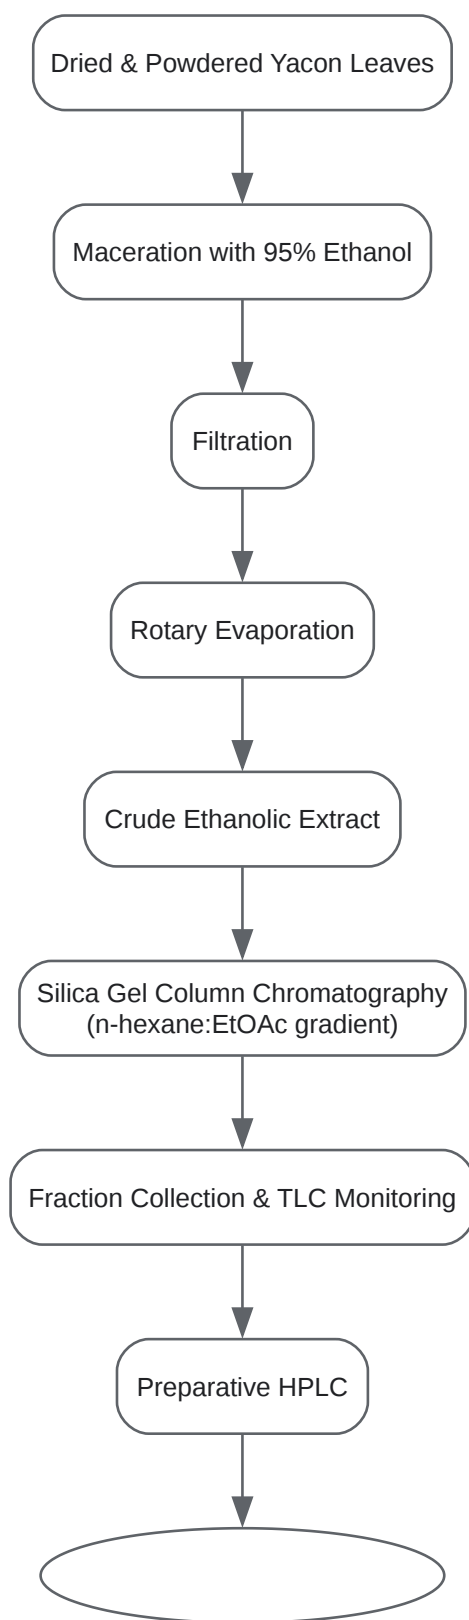 Dried & Powdered Yacon Leaves
Maceration with 95% Ethanol
Filtration
Rotary Evaporation
Crude Ethanolic Extract
Silica Gel Column Chromatography
(n-hexane:EtOAc gradient)
Fraction Collection & TLC Monitoring
Preparative HPLC